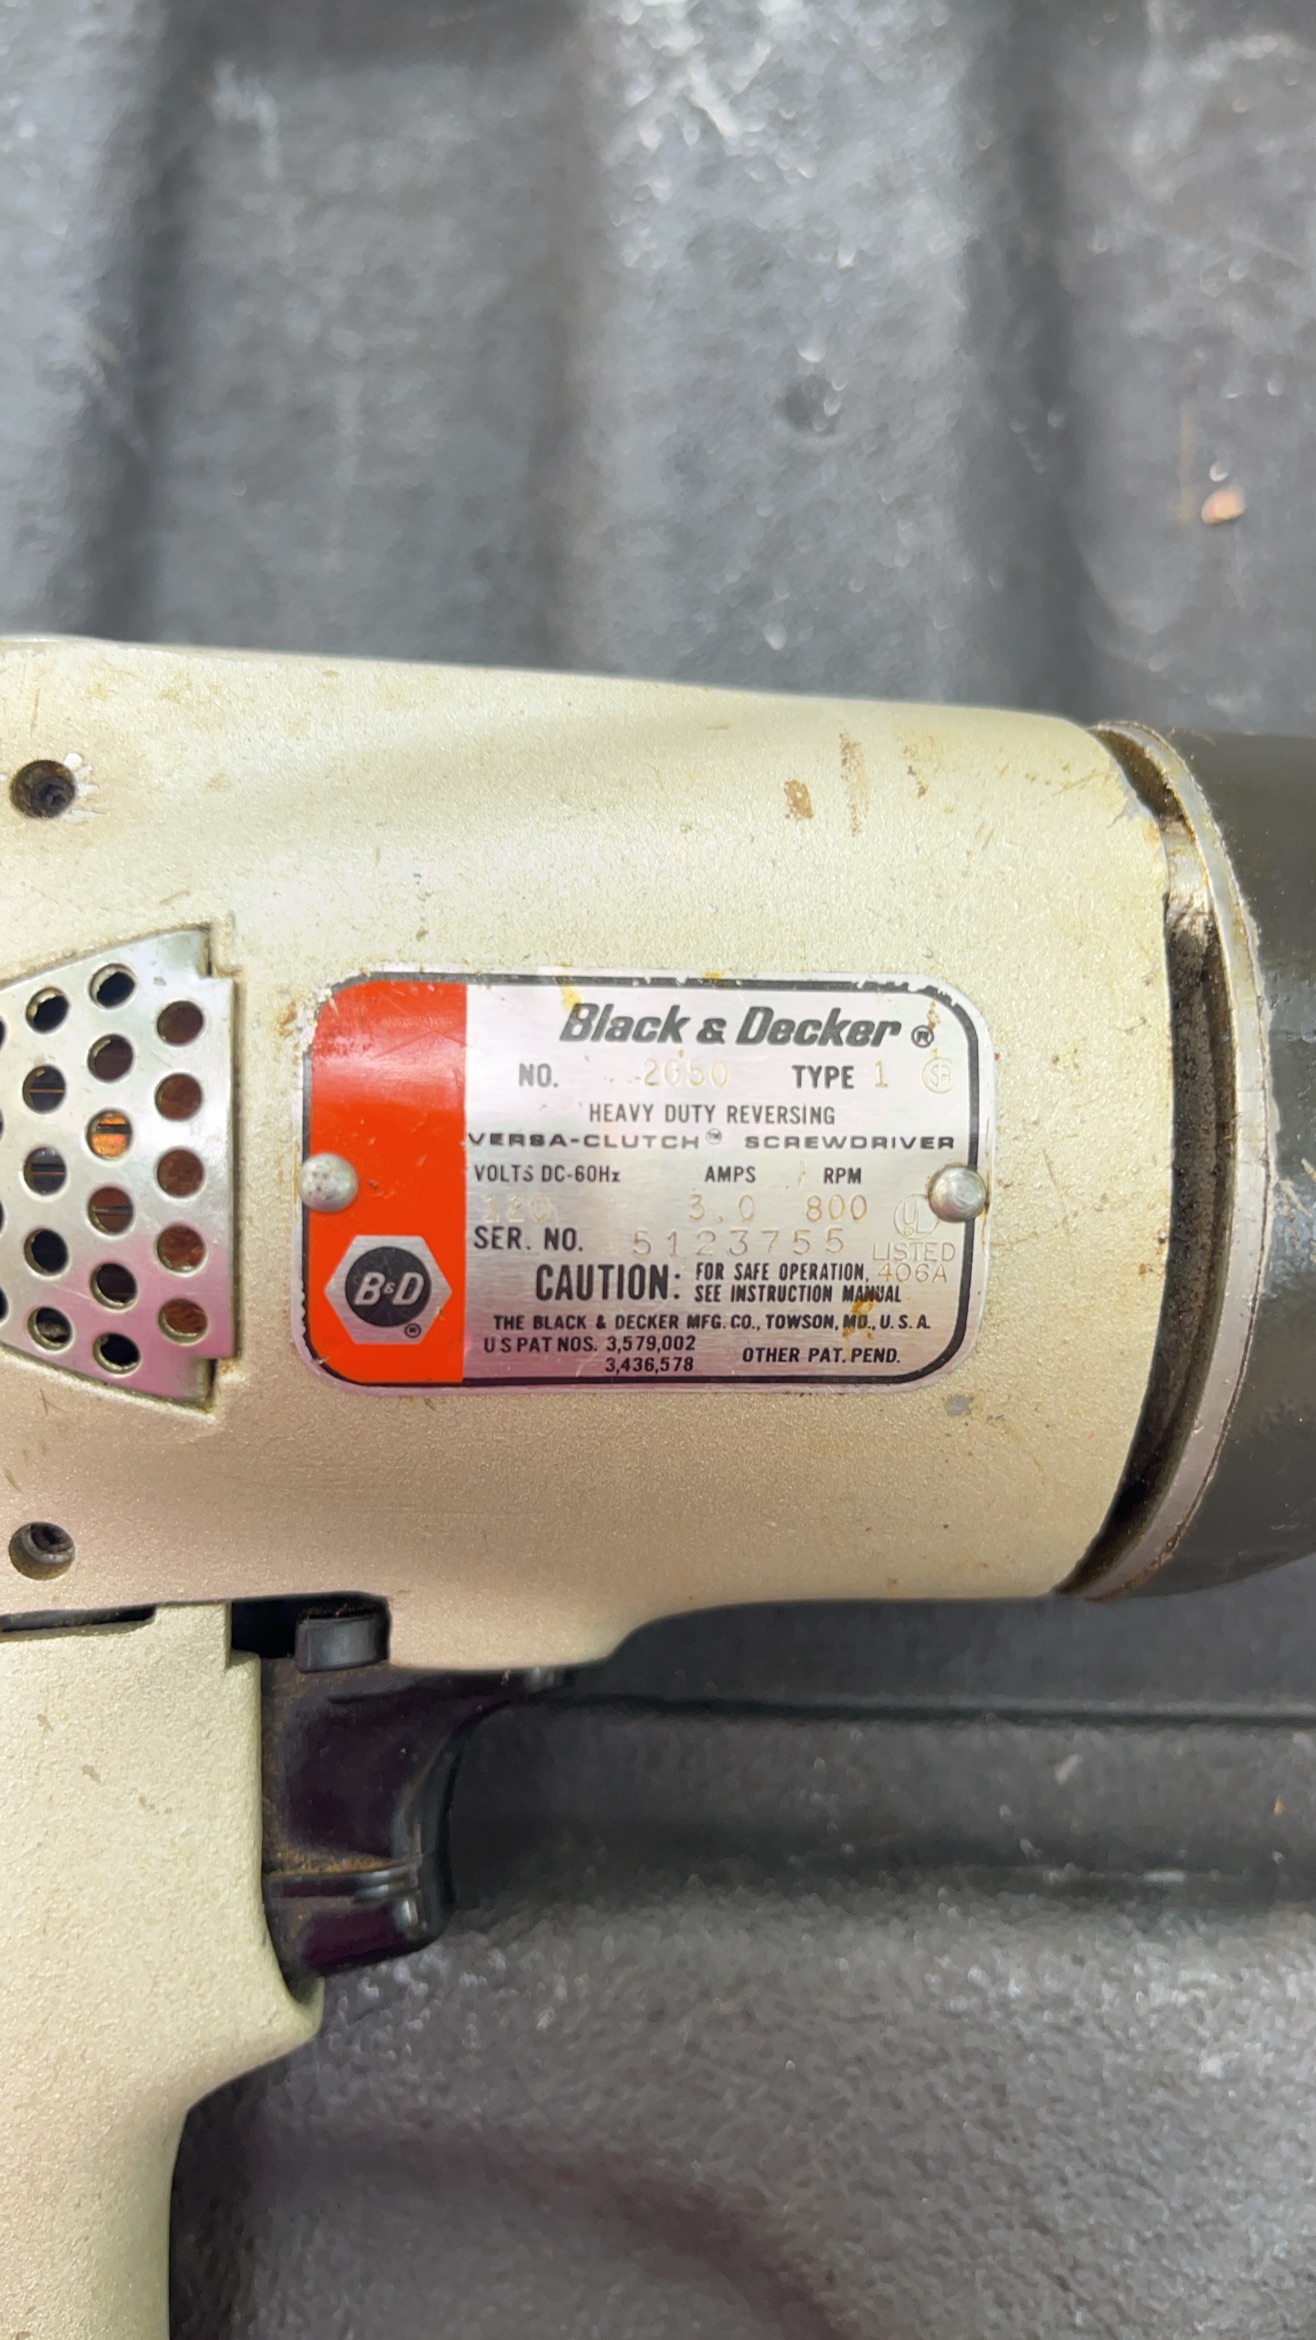 Black & Decker ®
NO. 2050 TYPE 1 SA
HEAVY DUTY REVERSING
VERSA-CLUTCH™ SCREWDRIVER
VOLTS DC-60Hz AMPS RPM
120 3.0 800 UL
SER. NO. 5123755 LISTED
406A
CAUTION: FOR SAFE OPERATION,
SEE INSTRUCTION MANUAL
THE BLACK & DECKER MFG. CO., TOWSON, MD., U.S.A.
U S PAT NOS. 3,579,002
3,436,578 OTHER PAT. PEND.
B&D ®